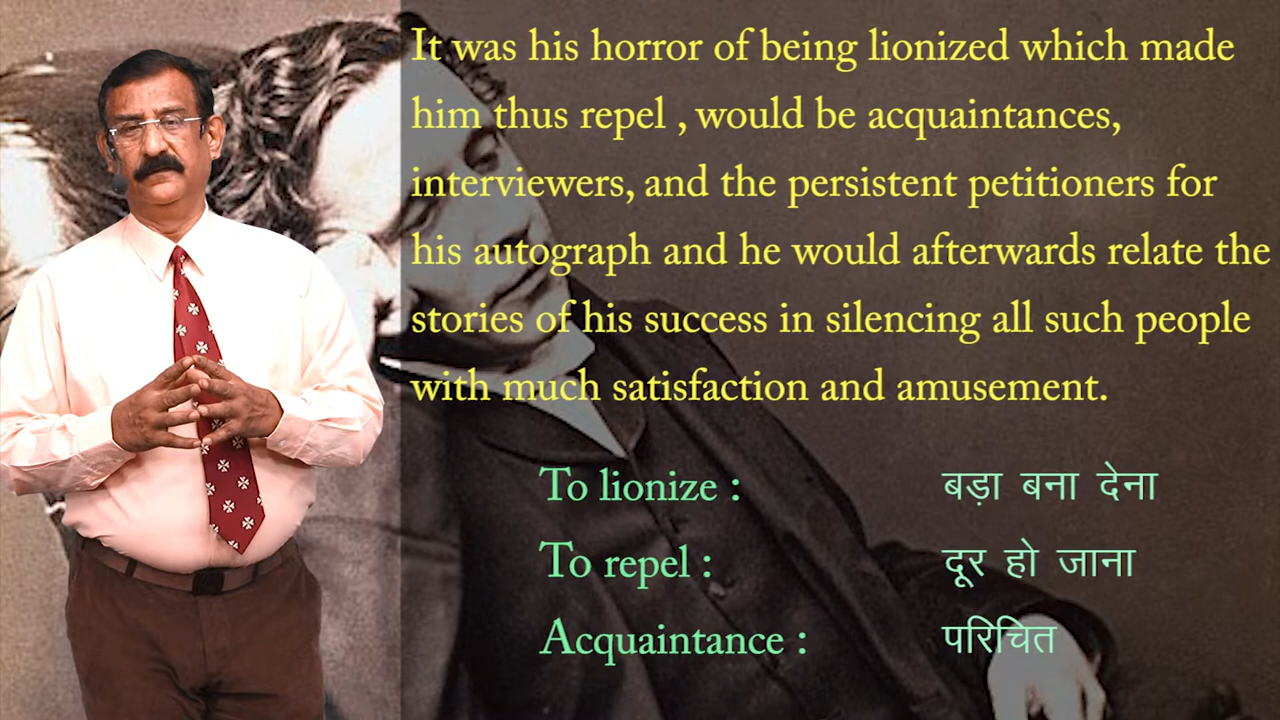 It was his horror of being lionized which made
him thus repel , would be acquaintances,
interviewers, and the persistent petitioners for
his autograph and he would afterwards relate the
stories of his success in silencing all such people
with much satisfaction and amusement.
To lionize : बड़ा बना देना
To repel : दूर हो जाना
Acquaintance : परिचित